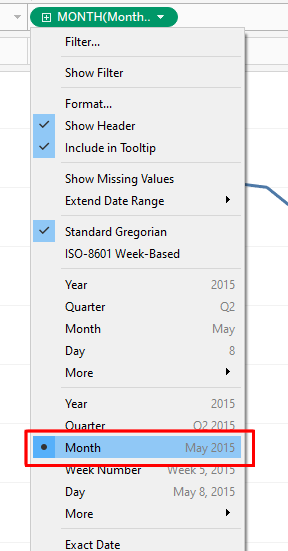 MONTH(Month..
Filter...
Show Filter
Format...
Show Header
Include in Tooltip
Show Missing Values
Extend Date Range
Standard Gregorian
ISO-8601 Week-Based
Year 2015
Quarter Q2
Month May
Day 8
More
Year 2015
Quarter Q2 2015
Month May 2015
Week Number Week 5, 2015
Day May 8, 2015
More
Exact Date